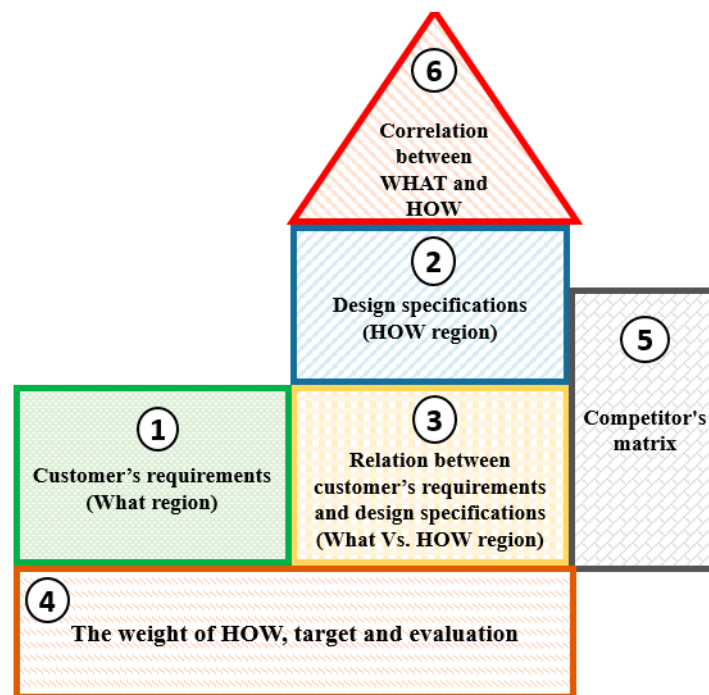 6
Correlation
between
WHAT and
HOW
2
Design specifications
(HOW region)
5
Competitor's
matrix
1
Customer’s requirements
(What region)
3
Relation between
customer’s requirements
and design specifications
(What Vs. HOW region)
4
The weight of HOW, target and evaluation